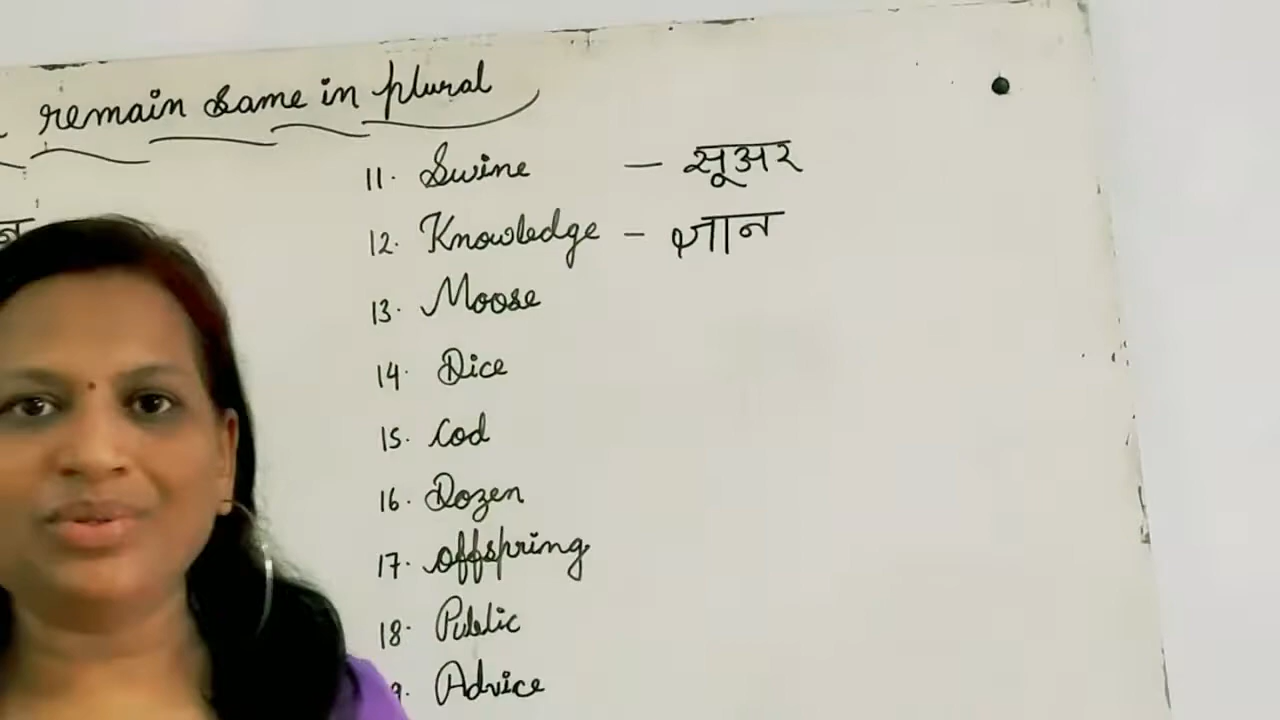 remain same in plural
11. Swine — सूअर
12. Knowledge – ज्ञान
13. Moose
14. Dice
15. Cod
16. Dozen
17. offspring
18. Public
9. Advice